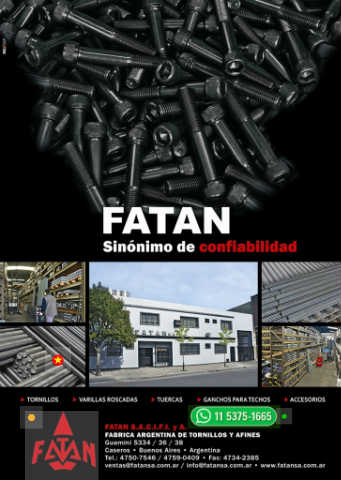 FATAN
Sinónimo de confiabilidad
TORNILLOS VARILLAS ROSCADAS TUERCAS GANCHOS PARA TECHOS ACCESORIOS
11 5375-1665
FATAN S.A.C.I.F.I. y A.
FABRICA ARGENTINA DE TORNILLOS Y AFINES
Guamini 5334 / 36 / 38
Caseros • Buenos Aires • Argentina
Tel.: 4750-7546 / 4759-0409 • Fax: 4734-2385
ventas@fatansa.com.ar / info@fatansa.com.ar • www.fatansa.com.ar
FATAN